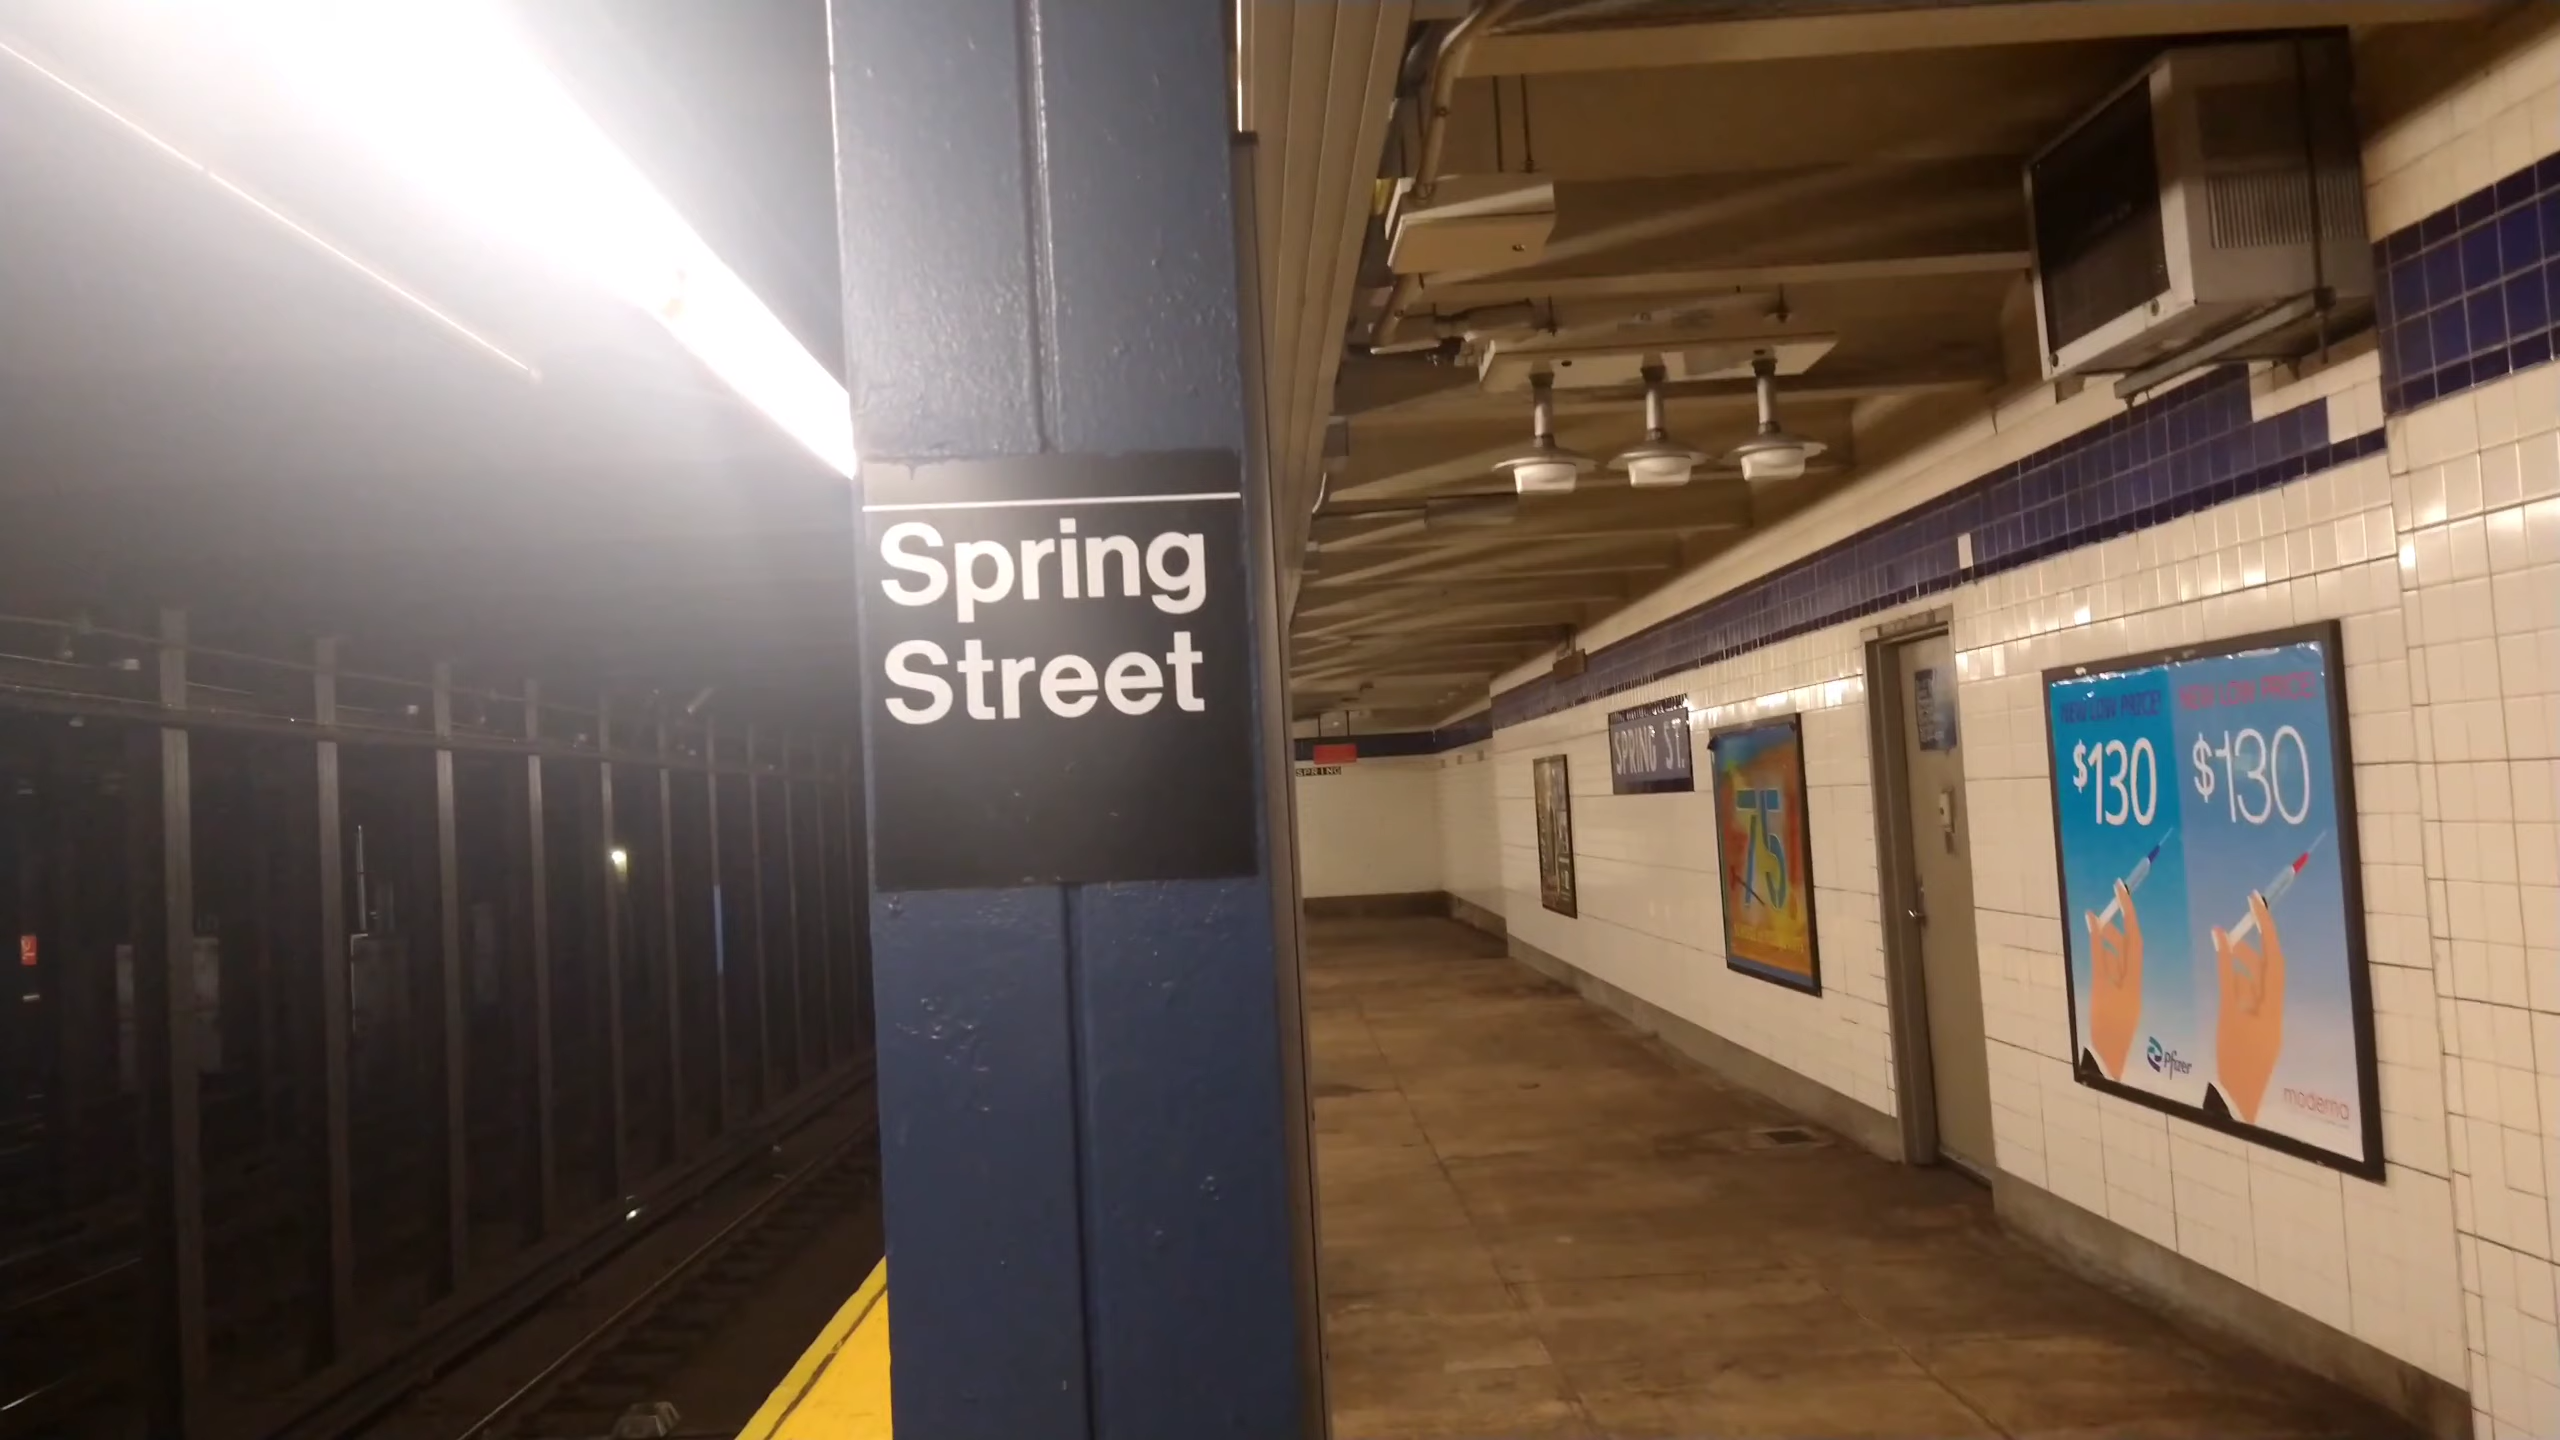 Spring
Street
SPRING
SPRING ST.
75
NEW LOW PRICE!
$130
Pfizer
NEW LOW PRICE!
$130
moderna